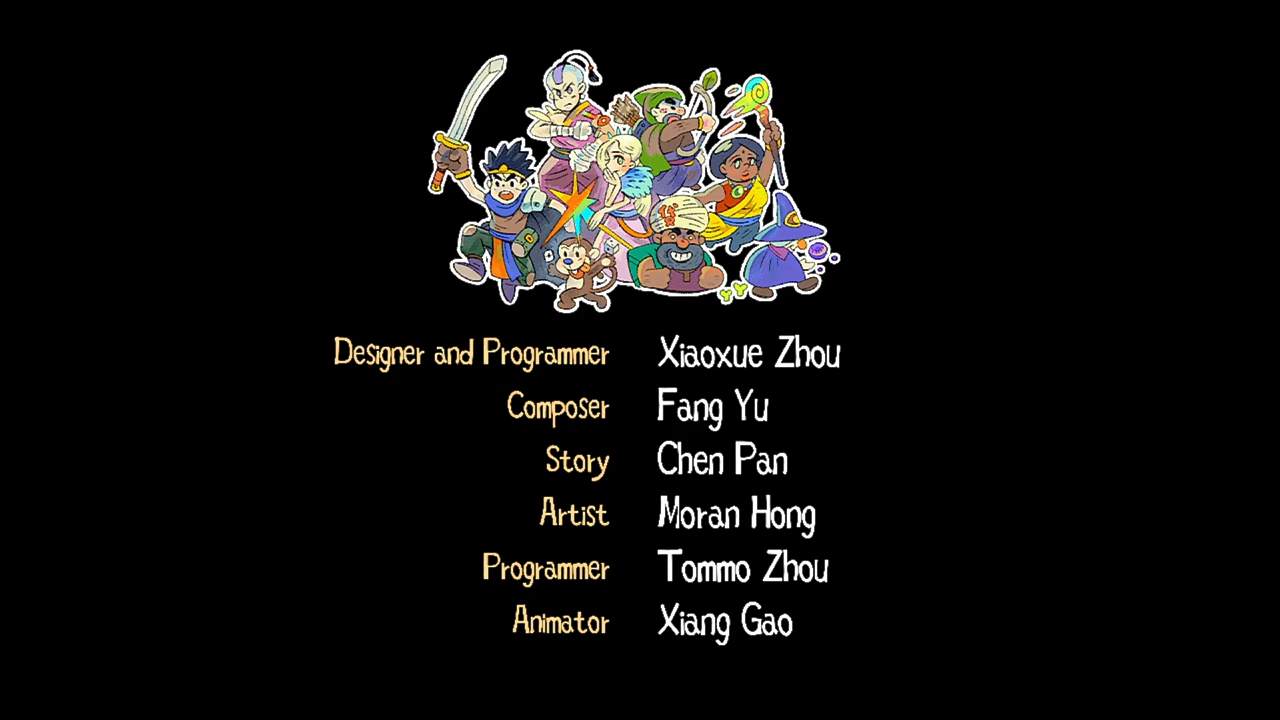 Designer and Programmer Xiaoxue Zhou
Composer Fang Yu
Story Chen Pan
Artist Moran Hong
Programmer Tommo Zhou
Animator Xiang Gao